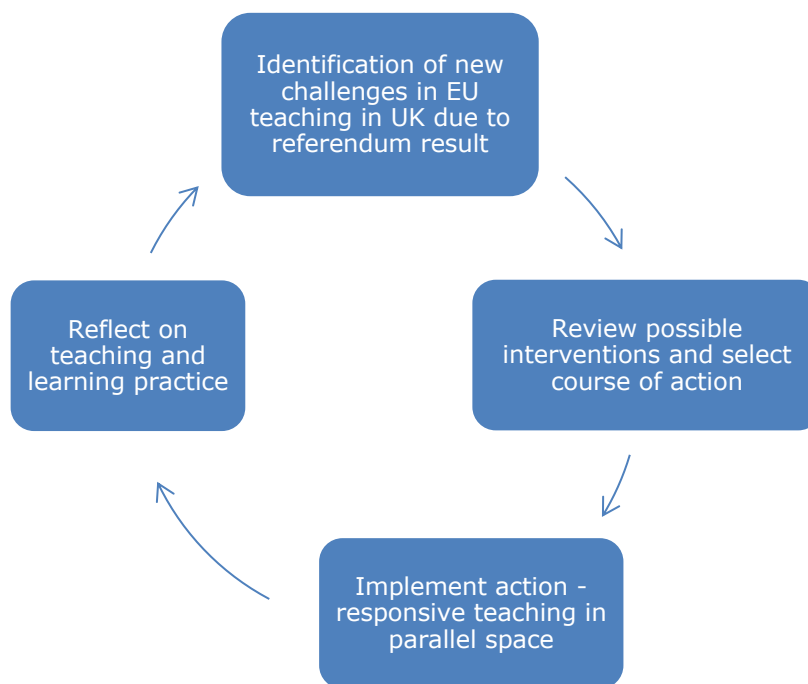 Identification of new
challenges in EU
teaching in UK due to
referendum result
Review possible
interventions and select
course of action
Implement action -
responsive teaching in
parallel space
Reflect on
teaching and
learning practice